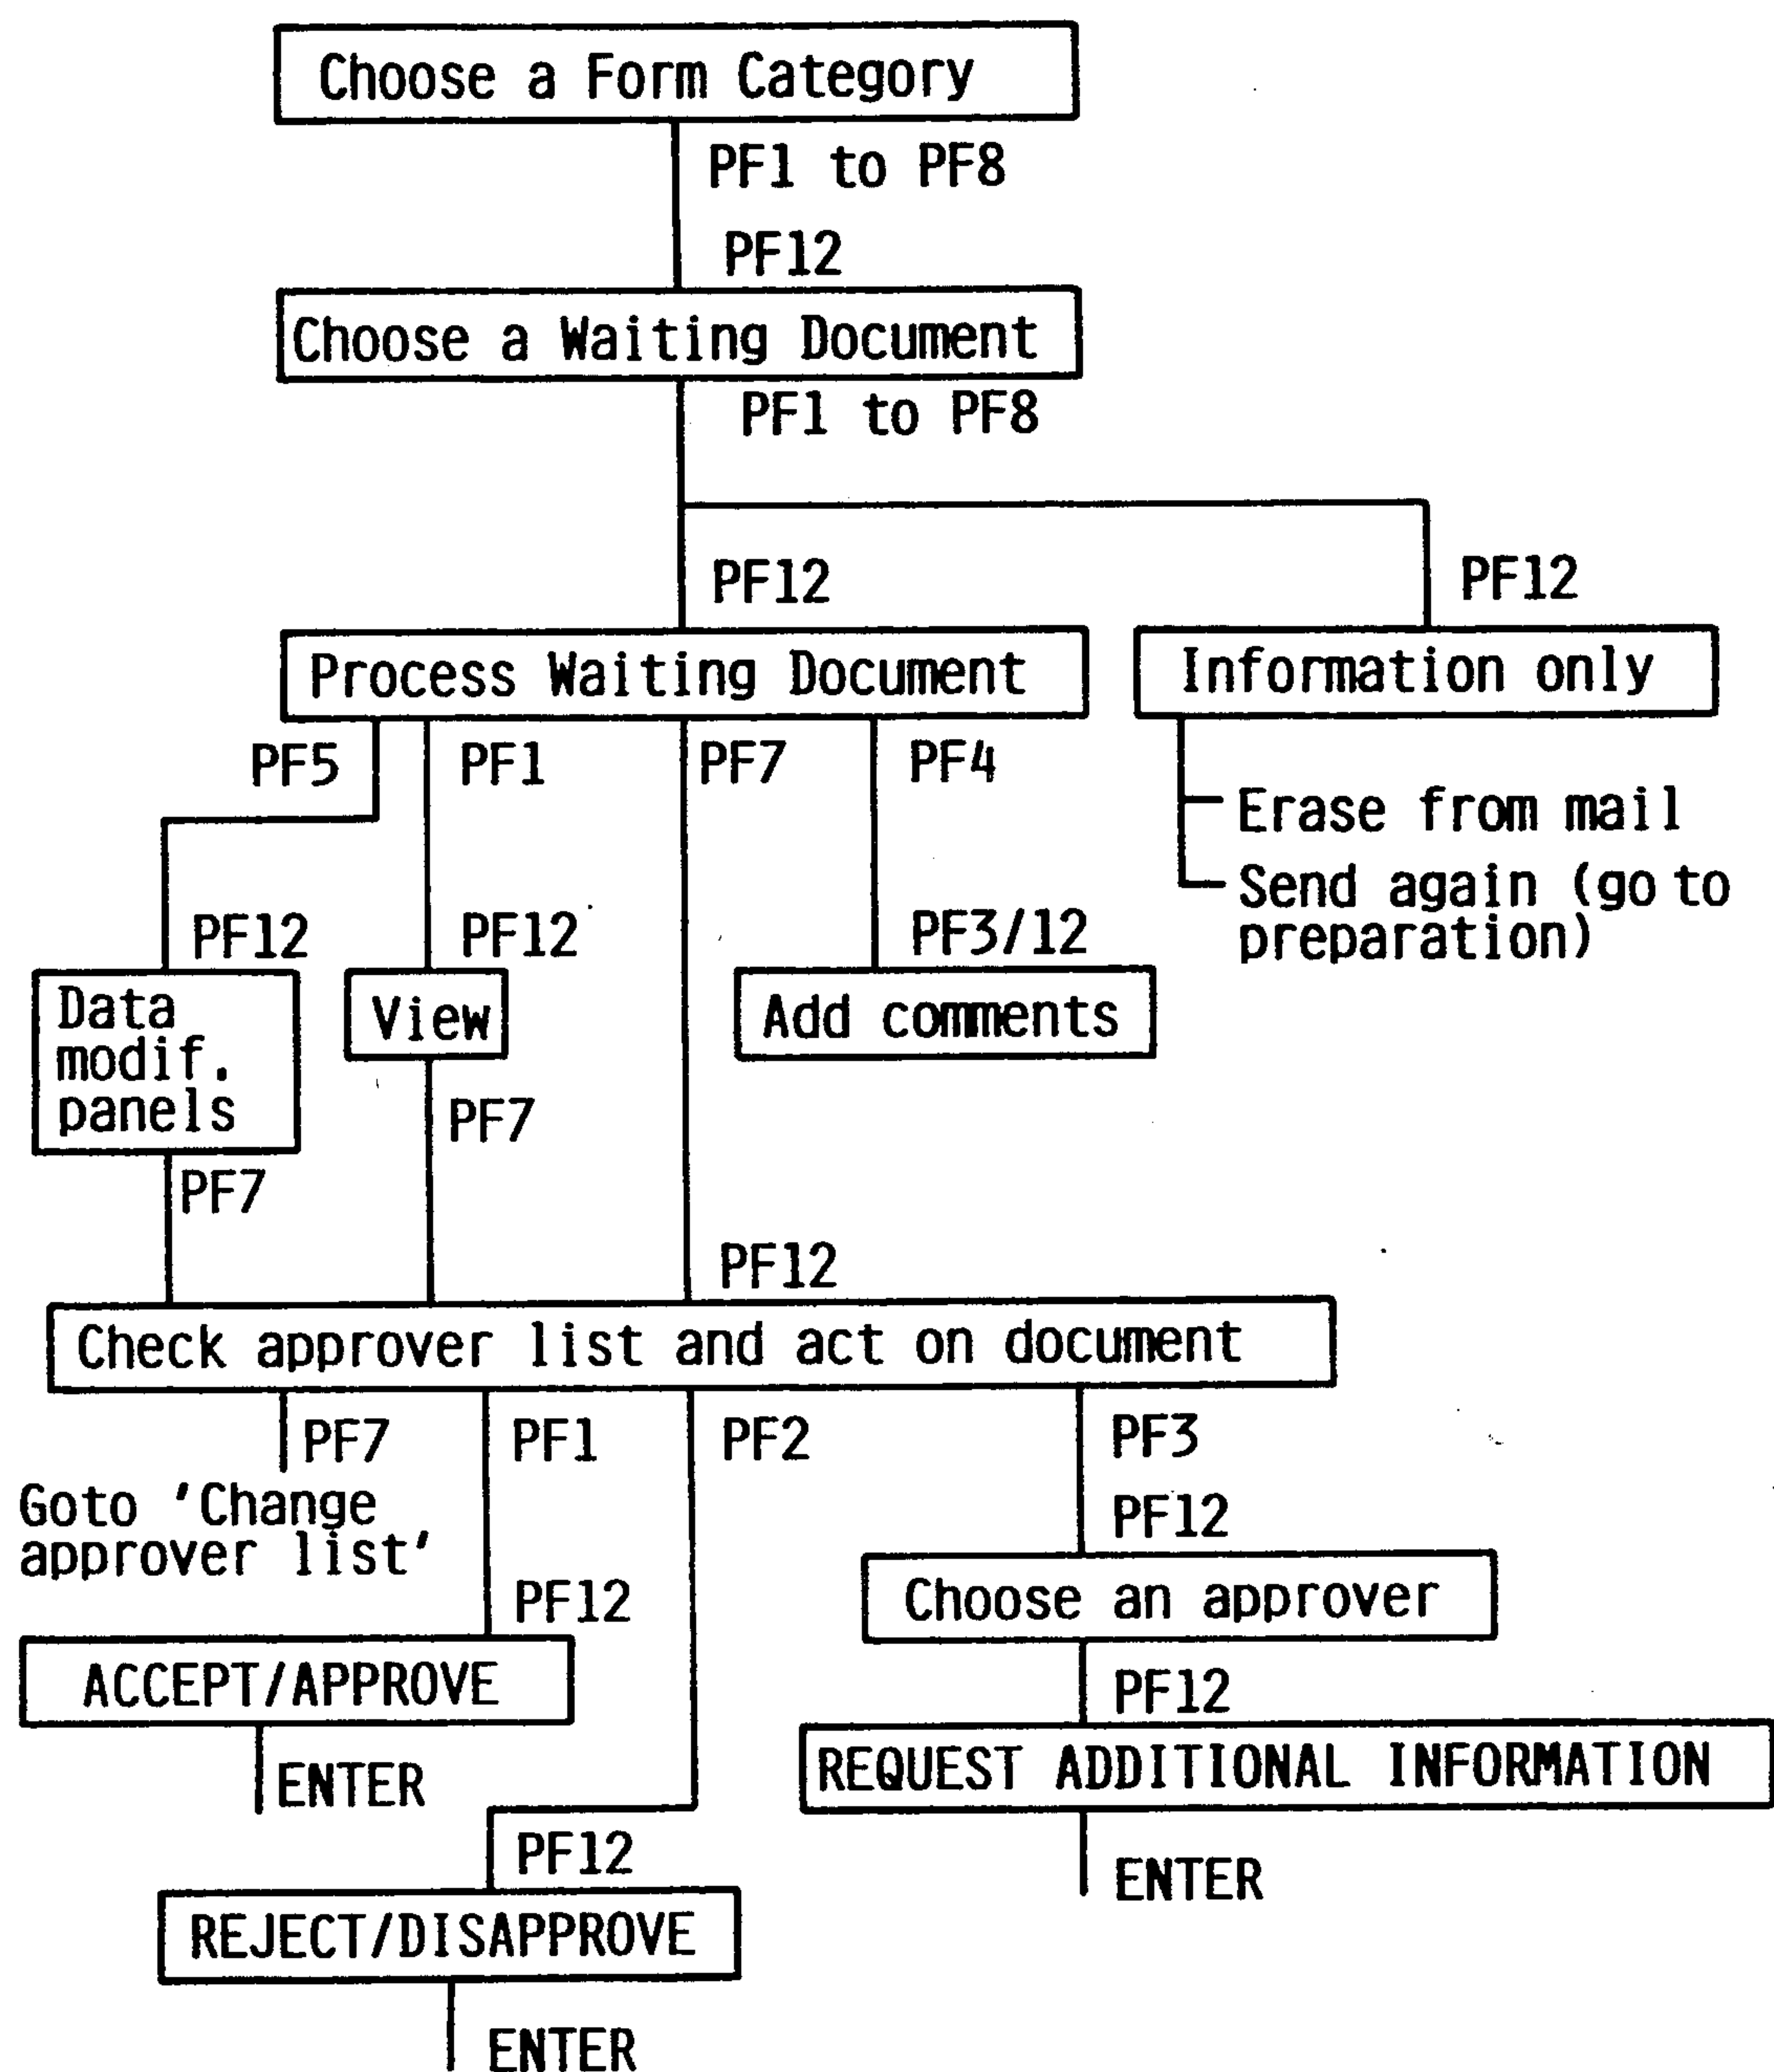 Choose a Form Category
PF1 to PF8
PF12
Choose a Waiting Document
PF1 to PF8
PF12
PF12
Process Waiting Document
Information only
PF5
PF1
PF7
PF4
Erase from mail
Send again (go to
preparation)
PF12
PF12
PF3/12
Data
modif.
panels
View
Add comments
PF7
PF7
PF12
Check approver list and act on document
PF7
PF1
PF2
PF3
Goto 'Change
approver list'
PF12
PF12
Choose an approver
ACCEPT/APPROVE
PF12
REQUEST ADDITIONAL INFORMATION
ENTER
PF12
ENTER
REJECT/DISAPPROVE
ENTER